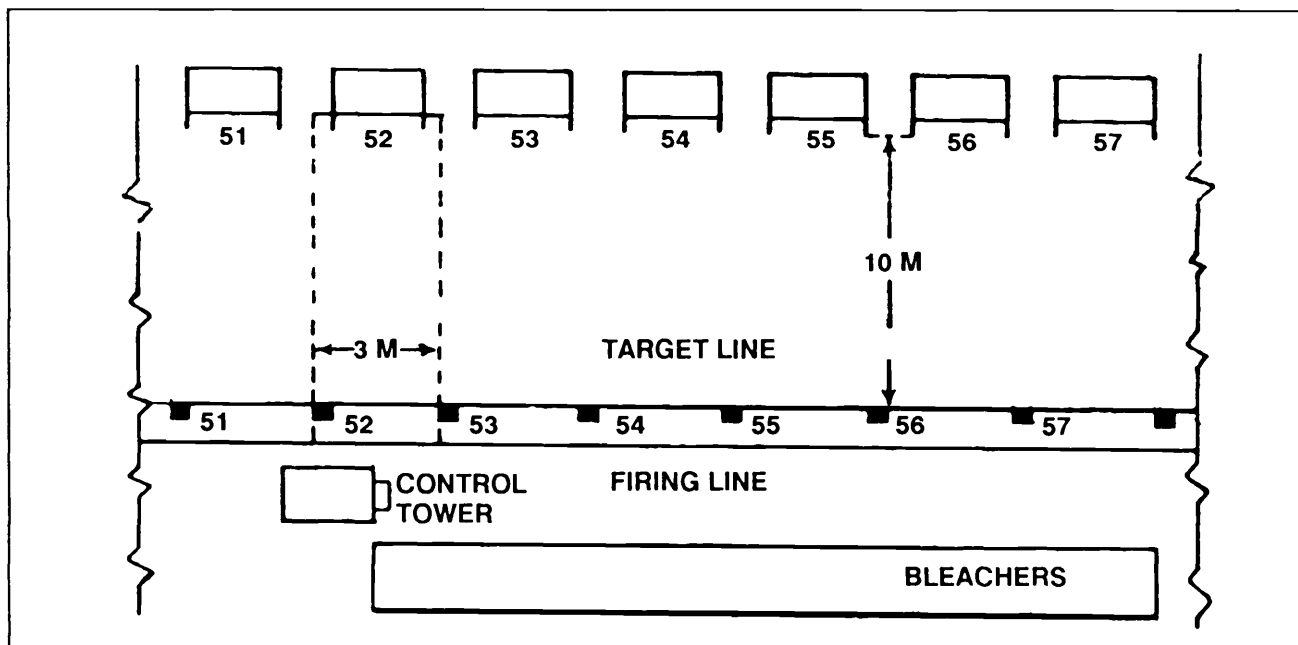 51 52 53 54 55 56 57
10 M
3 M
TARGET LINE
51 52 53 54 55 56 57
CONTROL
TOWER
FIRING LINE
BLEACHERS